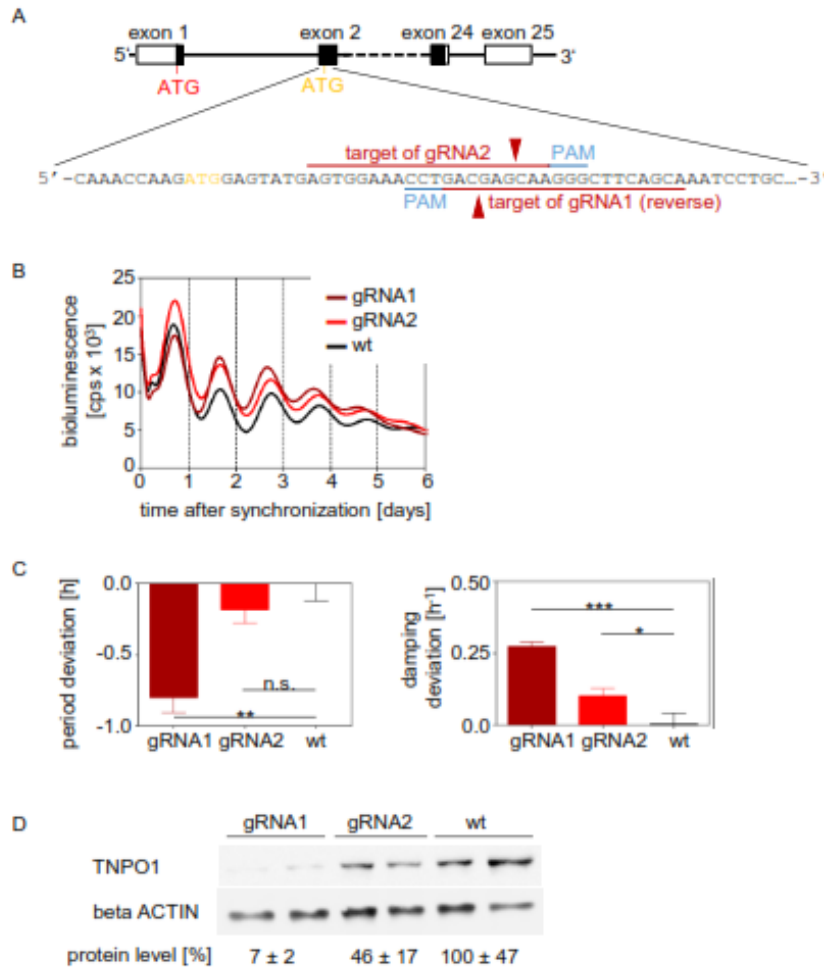 A
exon 1 exon 2 exon 24 exon 25
5' 3'
ATG ATG
target of gRNA2 PAM
5'-CAAACCAAGATGGAGTATGAGTGGAAACCTGACGAGCAAGGGCTTCAGCAAATCCTGC…-3'
PAM target of gRNA1 (reverse)
B
bioluminescence
[cps x 10³]
25
20
15
10
5
0
gRNA1
gRNA2
wt
0 1 2 3 4 5 6
time after synchronization [days]
C
period deviation [h]
0.0
-0.5
-1.0
n.s.
**
gRNA1 gRNA2 wt
damping
deviation [h⁻¹]
0.50
0.25
0.0
***
*
gRNA1 gRNA2 wt
D
gRNA1 gRNA2 wt
TNPO1
beta ACTIN
protein level [%] 7 ± 2 46 ± 17 100 ± 47